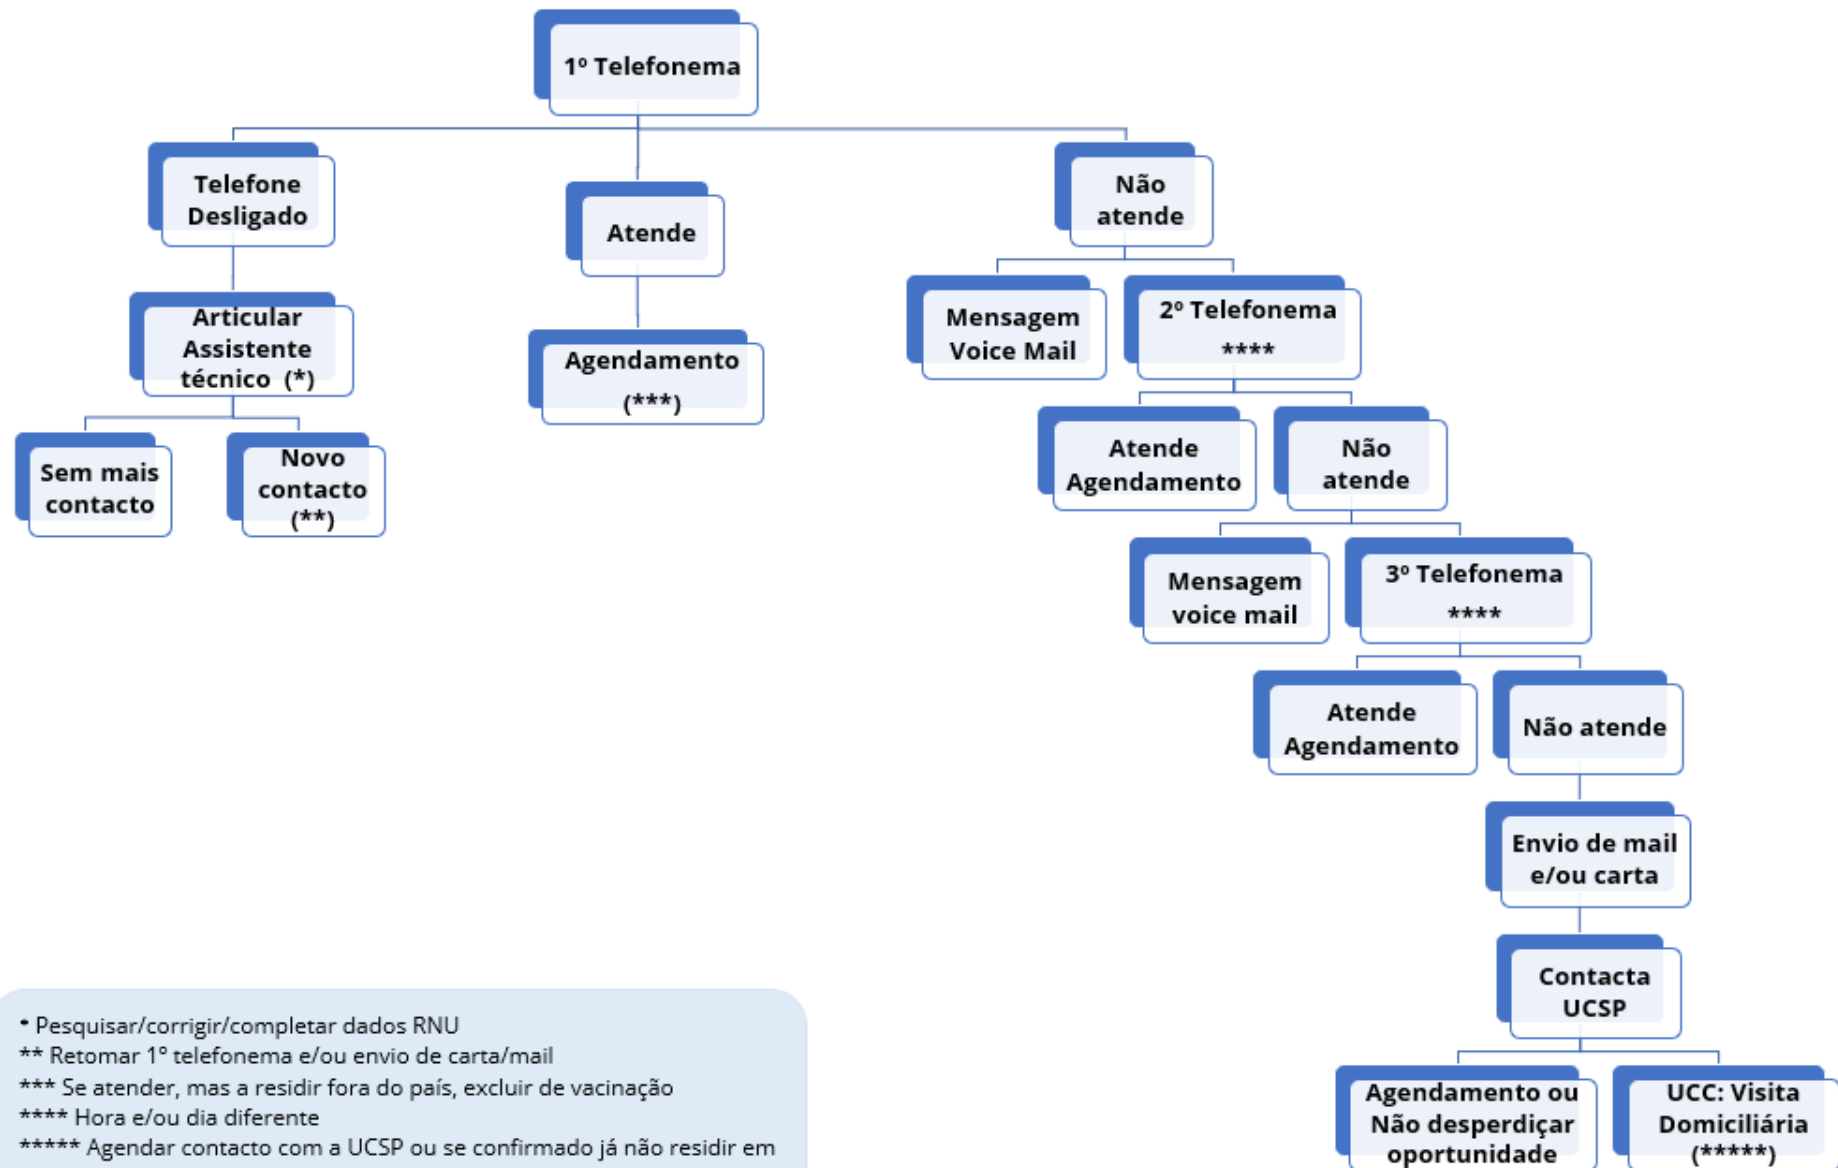 1º Telefonema
Telefone
Desligado
Atende
Não
atende
Articular
Assistente
técnico (*)
Agendamento
(***)
Mensagem
Voice Mail
2º Telefonema
****
Sem mais
contacto
Novo
contacto
(**)
Atende
Agendamento
Não
atende
Mensagem
voice mail
3º Telefonema
****
Atende
Agendamento
Não atende
Envio de mail
e/ou carta
Contacta
UCSP
Agendamento ou
Não desperdiçar
oportunidade
UCC: Visita
Domiciliária
(*****)
* Pesquisar/corrigir/completar dados RNU
** Retomar 1º telefonema e/ou envio de carta/mail
*** Se atender, mas a residir fora do país, excluir de vacinação
**** Hora e/ou dia diferente
***** Agendar contacto com a UCSP ou se confirmado já não residir em